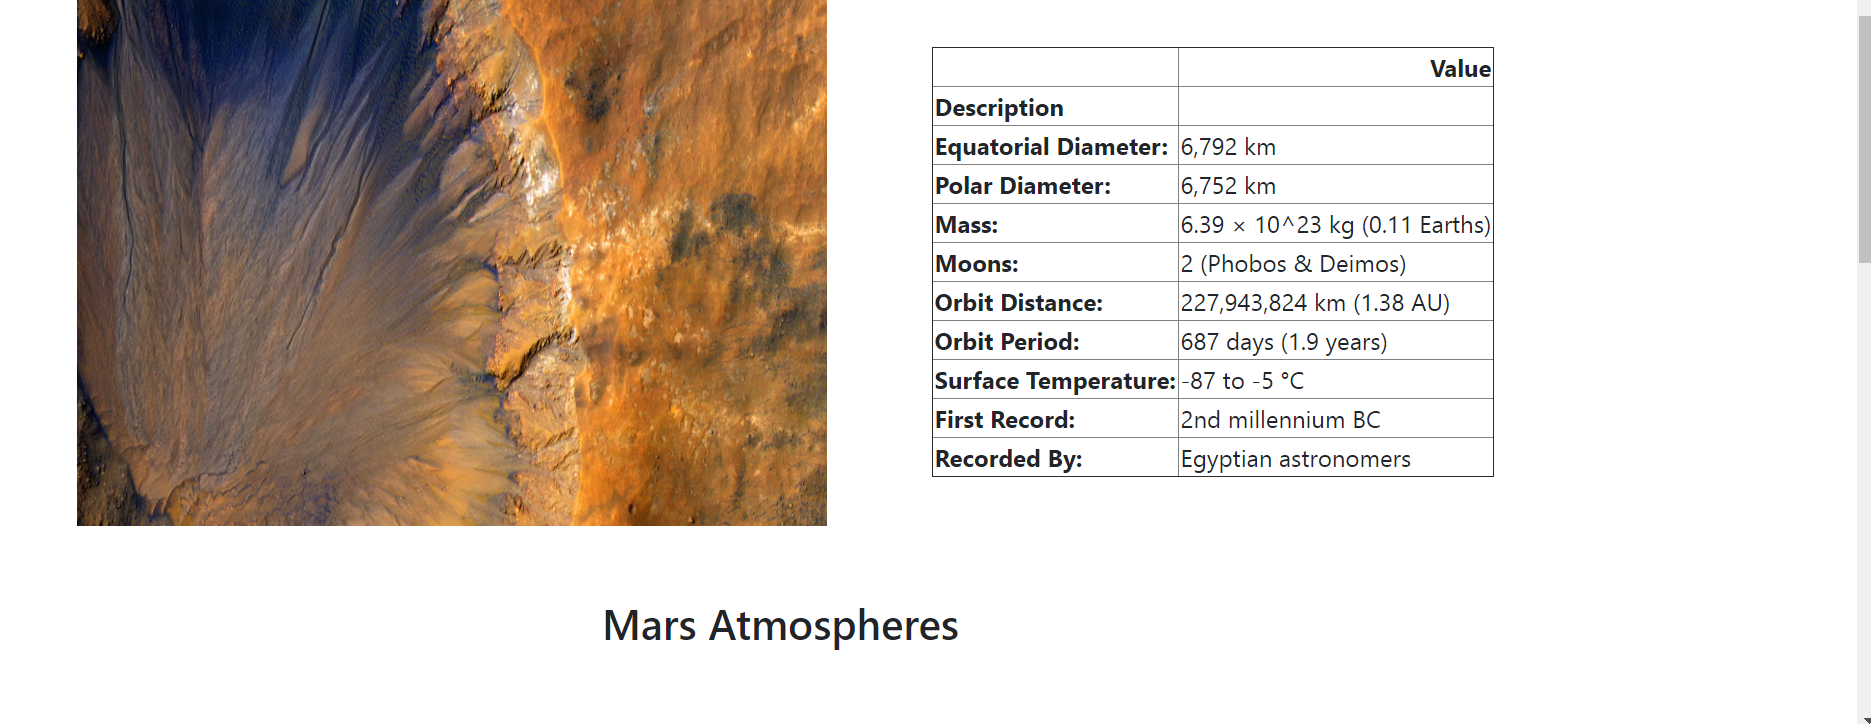 Value
Description
Equatorial Diameter: 6,792 km
Polar Diameter: 6,752 km
Mass: 6.39 × 10^23 kg (0.11 Earths)
Moons: 2 (Phobos & Deimos)
Orbit Distance: 227,943,824 km (1.38 AU)
Orbit Period: 687 days (1.9 years)
Surface Temperature: -87 to -5 °C
First Record: 2nd millennium BC
Recorded By: Egyptian astronomers
Mars Atmospheres